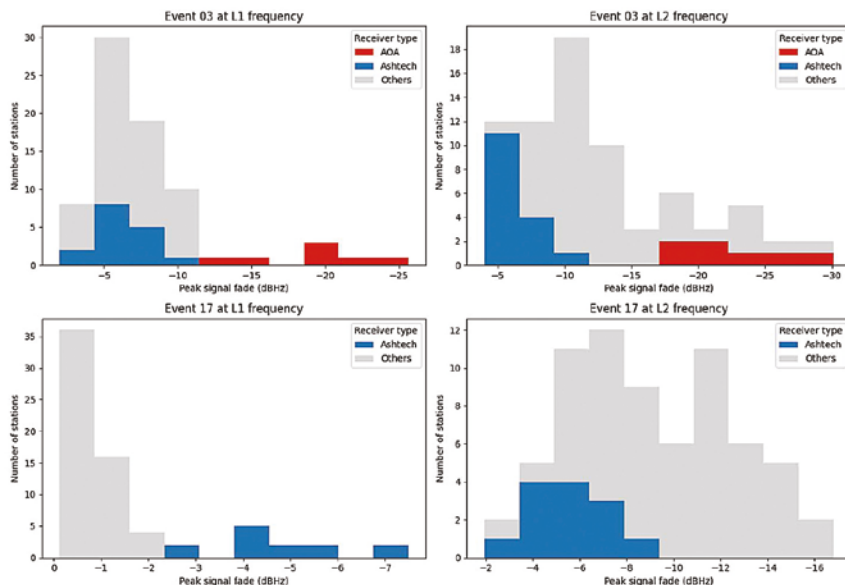 Event 03 at L1 frequency
Number of stations
30
25
20
15
10
5
0
Receiver type
AOA
Ashtech
Others
−5
−10
−15
−20
−25
Peak signal fade (dBHz)
Event 03 at L2 frequency
Number of stations
18
16
14
12
10
8
6
4
2
0
Receiver type
AOA
Ashtech
Others
−5
−10
−15
−20
−25
−30
Peak signal fade (dBHz)
Event 17 at L1 frequency
Number of stations
35
30
25
20
15
10
5
0
Receiver type
Ashtech
Others
0
−1
−2
−3
−4
−5
−6
−7
Peak signal fade (dBHz)
Event 17 at L2 frequency
Number of stations
12
10
8
6
4
2
0
Receiver type
Ashtech
Others
−2
−4
−6
−8
−10
−12
−14
−16
Peak signal fade (dBHz)